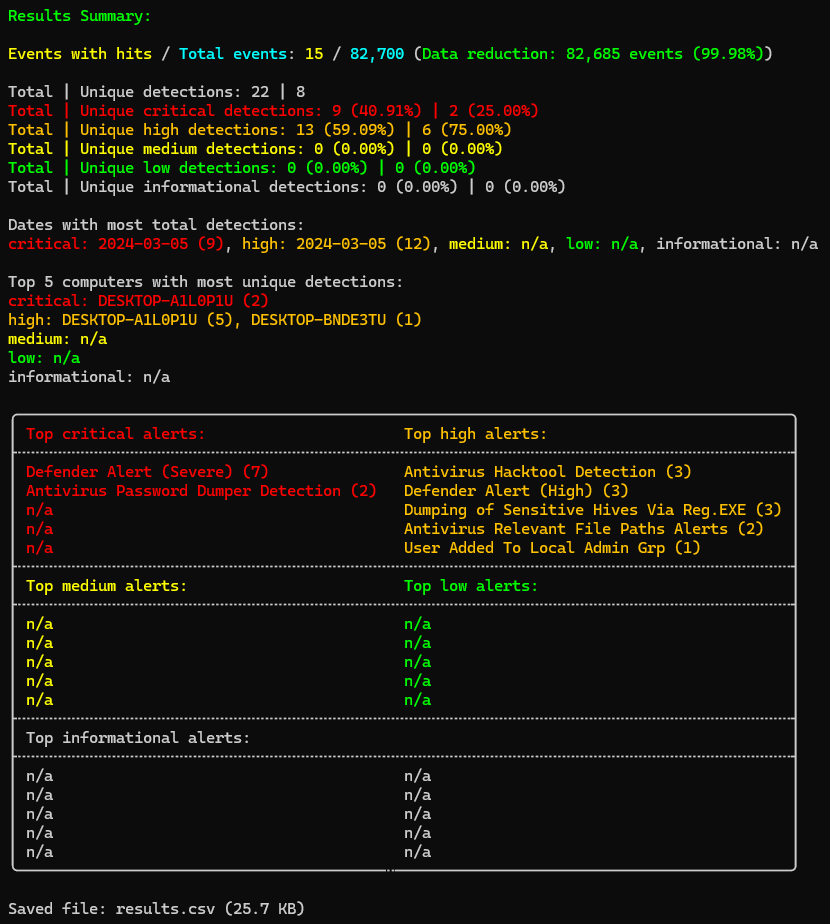 Results Summary:
Events with hits / Total events: 15 / 82,700 (Data reduction: 82,685 events (99.98%))
Total | Unique detections: 22 | 8
Total | Unique critical detections: 9 (40.91%) | 2 (25.00%)
Total | Unique high detections: 13 (59.09%) | 6 (75.00%)
Total | Unique medium detections: 0 (0.00%) | 0 (0.00%)
Total | Unique low detections: 0 (0.00%) | 0 (0.00%)
Total | Unique informational detections: 0 (0.00%) | 0 (0.00%)
Dates with most total detections:
critical: 2024-03-05 (9), high: 2024-03-05 (12), medium: n/a, low: n/a, informational: n/a
Top 5 computers with most unique detections:
critical: DESKTOP-A1L0P1U (2)
high: DESKTOP-A1L0P1U (5), DESKTOP-BNDE3TU (1)
medium: n/a
low: n/a
informational: n/a
Top critical alerts: Top high alerts:
Defender Alert (Severe) (7) Antivirus Hacktool Detection (3)
Antivirus Password Dumper Detection (2) Defender Alert (High) (3)
n/a Dumping of Sensitive Hives Via Reg.EXE (3)
n/a Antivirus Relevant File Paths Alerts (2)
n/a User Added To Local Admin Grp (1)
Top medium alerts: Top low alerts:
n/a n/a
n/a n/a
n/a n/a
n/a n/a
n/a n/a
Top informational alerts:
n/a n/a
n/a n/a
n/a n/a
n/a n/a
n/a n/a
Saved file: results.csv (25.7 KB)